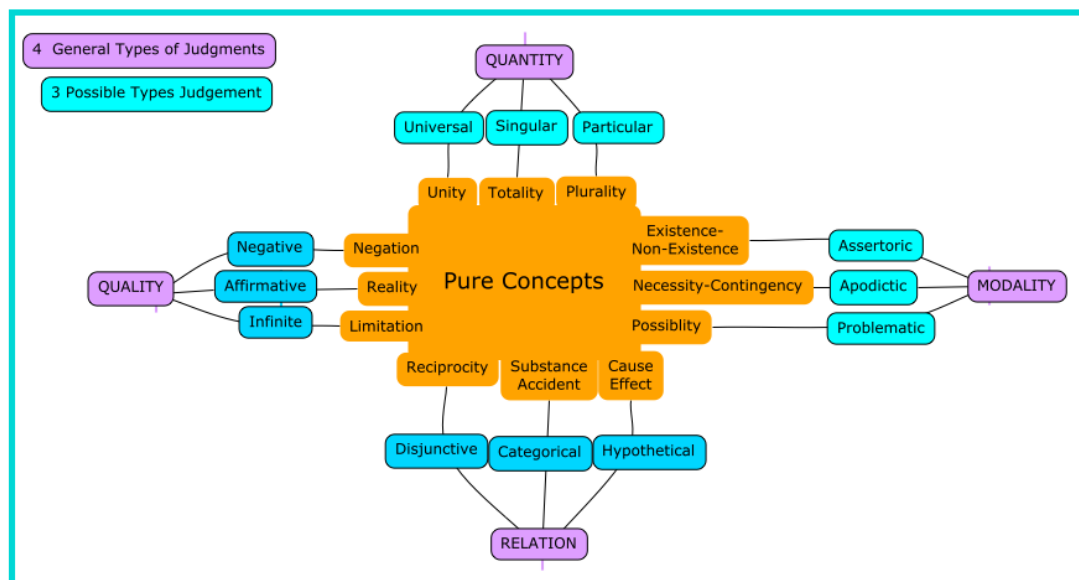 4  General Types of Judgments
3 Possible Types Judgement
QUANTITY
Universal
Singular
Particular
Unity
Totality
Plurality
QUALITY
Negative
Affirmative
Infinite
Negation
Reality
Limitation
Pure Concepts
Existence-
Non-Existence
Necessity-Contingency
Possiblity
Assertoric
Apodictic
Problematic
MODALITY
Reciprocity
Substance
Accident
Cause
Effect
Disjunctive
Categorical
Hypothetical
RELATION